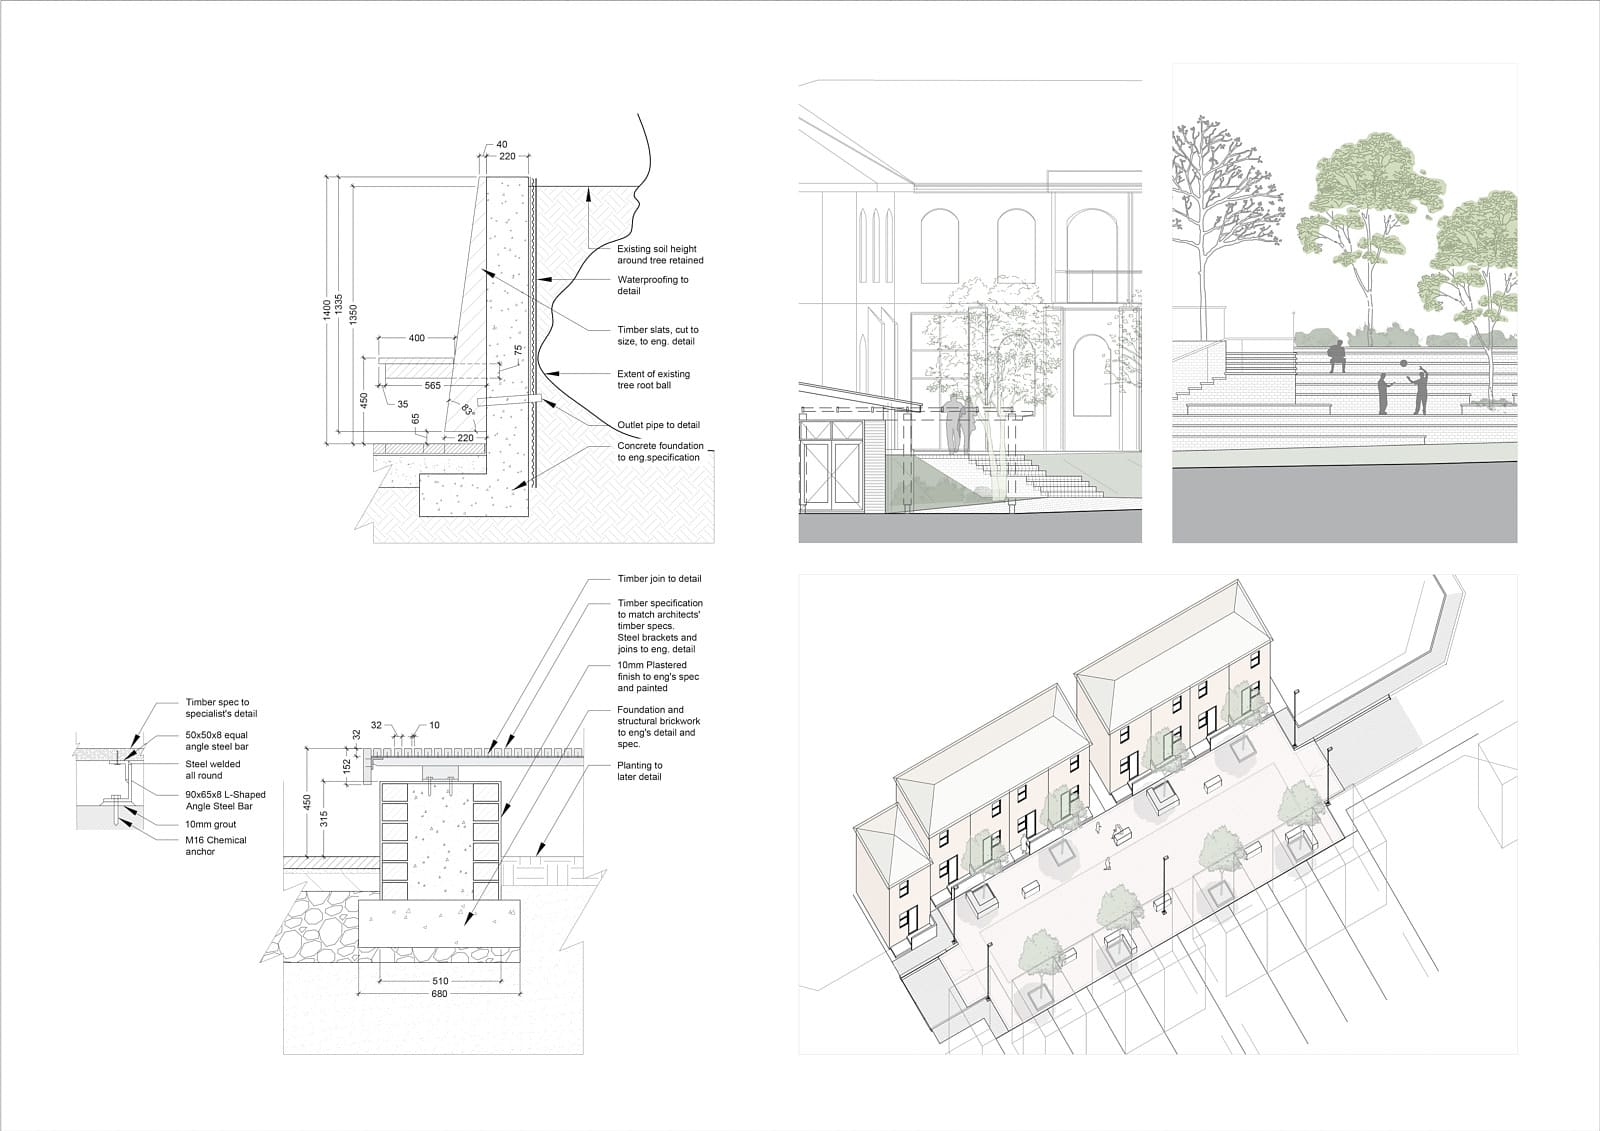 40
220
1400
1335
1350
400
75
565
450
35
65
83°
220
Existing soil height
around tree retained
Waterproofing to
detail
Timber slats, cut to
size, to eng. detail
Extent of existing
tree root ball
Outlet pipe to detail
Concrete foundation
to eng.specification
Timber join to detail
Timber specification
to match architects'
timber specs.
Steel brackets and
joins to eng. detail
10mm Plastered
finish to eng's spec
and painted
Foundation and
structural brickwork
to eng's detail and
spec.
Planting to
later detail
Timber spec to
specialist's detail
50x50x8 equal
angle steel bar
Steel welded
all round
90x65x8 L-Shaped
Angle Steel Bar
10mm grout
M16 Chemical
anchor
32
10
32
152
450
315
510
680